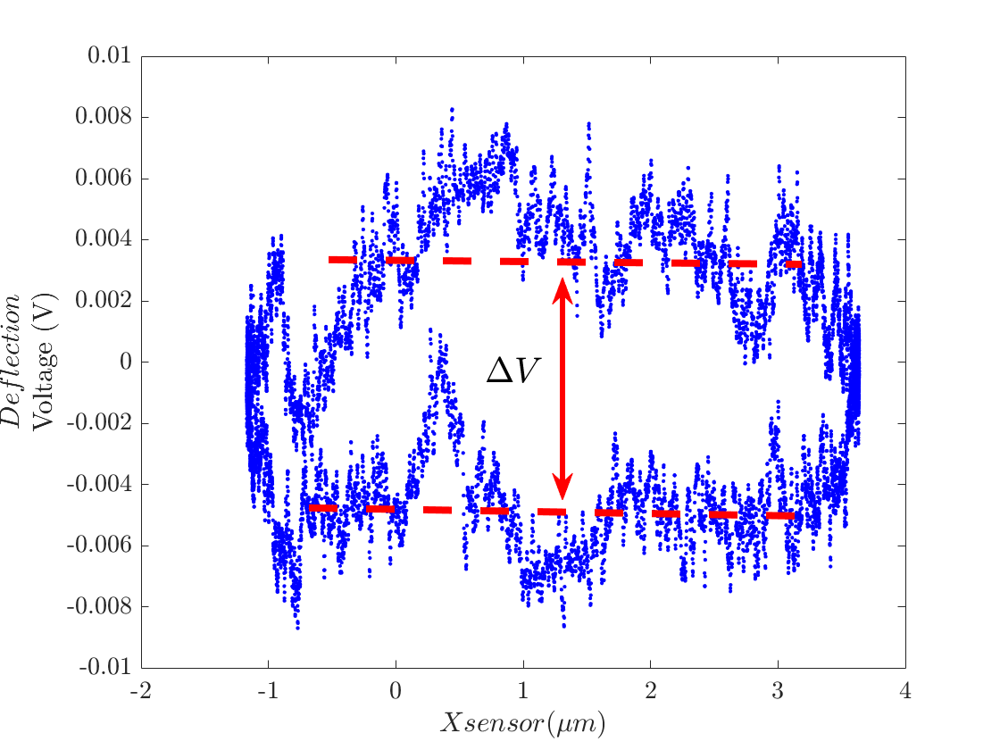 0.01
0.008
0.006
0.004
0.002
0
-0.002
-0.004
-0.006
-0.008
-0.01
Deflection
Voltage (V)
ΔV
-2 -1 0 1 2 3 4
Xsensor(μm)